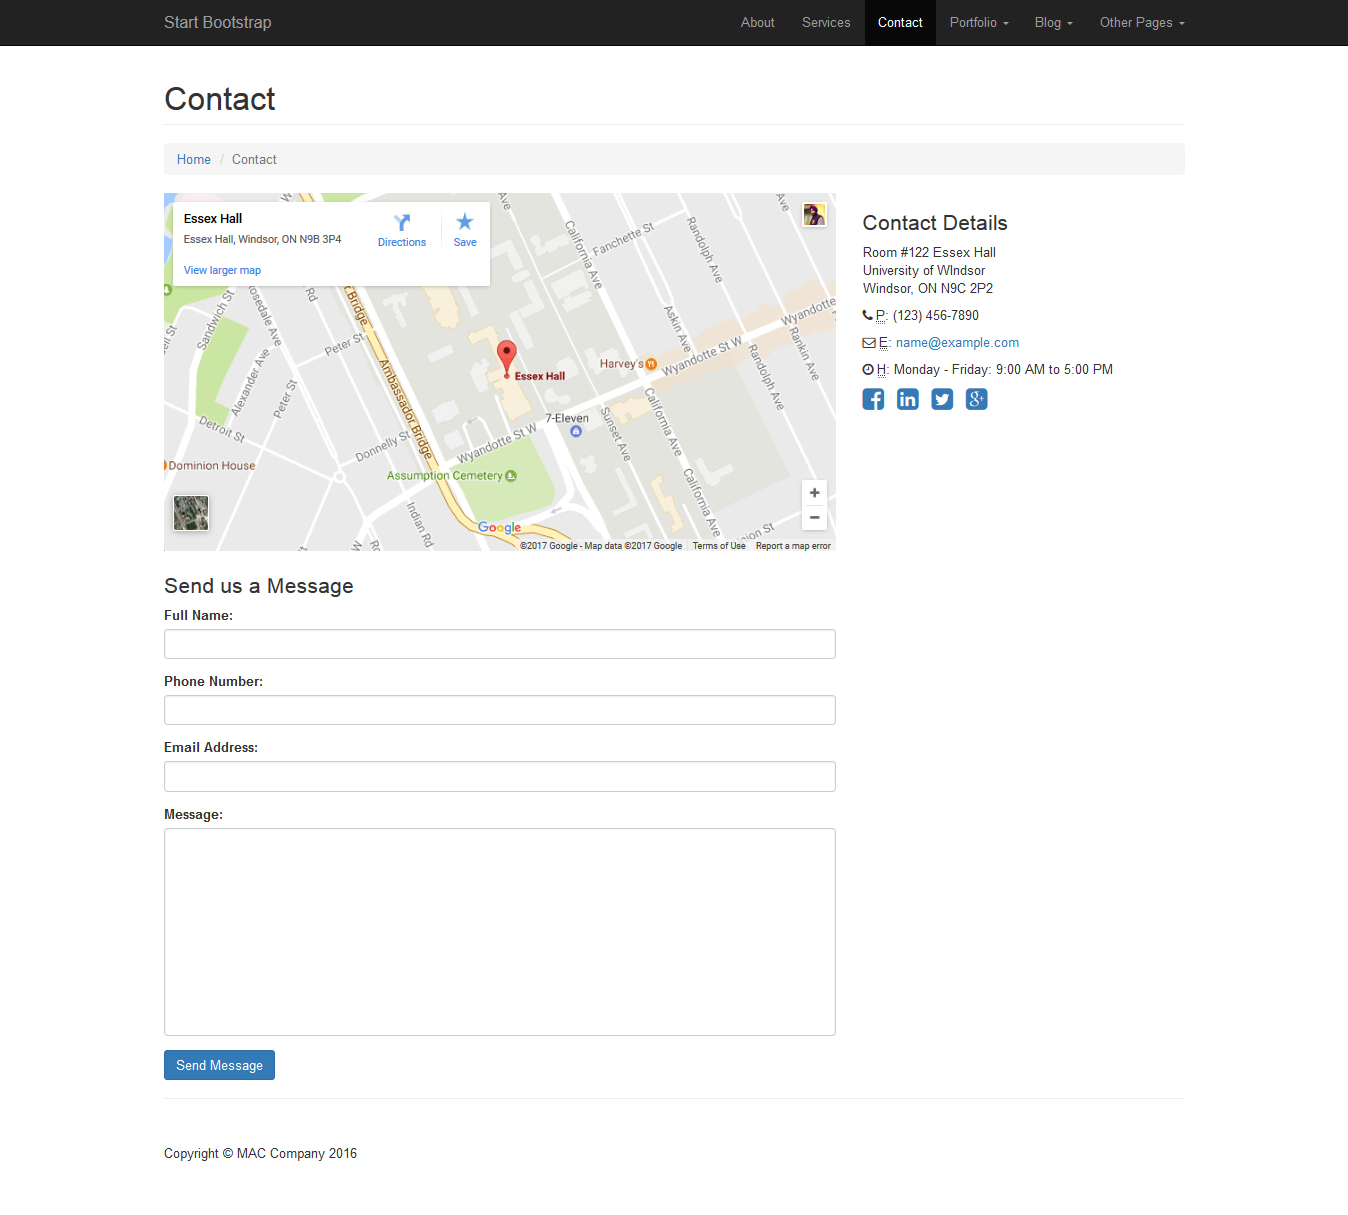 Start Bootstrap
About Services Contact Portfolio Blog Other Pages
Contact
Home / Contact
Essex Hall
Essex Hall, Windsor, ON N9B 3P4
View larger map
Directions
Save
Fanchette St
Randolph Ave
California Ave
Ave
Ave
Ave
Sandwich St
Rosedale Ave
Rd
Bridge
Peter St
Alexander Ave
Peter St
Detroit St
Ambassador Bridge
Donnelly St
Wyandotte St W
Wyandotte St W
Wyandotte
Askin Ave
Rankin Ave
Randolph Ave
Harvey's
Essex Hall
7-Eleven
Sunset Ave
California Ave
California Ave
Assumption Cemetery
Dominion House
Indian Rd
Google
©2017 Google - Map data ©2017 Google Terms of Use Report a map error
Contact Details
Room #122 Essex Hall
University of WIndsor
Windsor, ON N9C 2P2
P: (123) 456-7890
E: name@example.com
H: Monday - Friday: 9:00 AM to 5:00 PM
Send us a Message
Full Name:
Phone Number:
Email Address:
Message:
Send Message
Copyright © MAC Company 2016